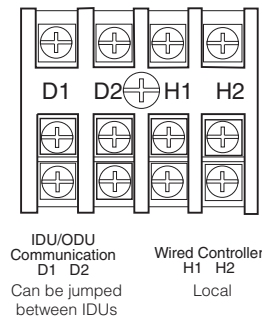 D1 D2 H1 H2
IDU/ODU
Communication
D1 D2
Can be jumped
between IDUs
Wired Controller
H1 H2
Local